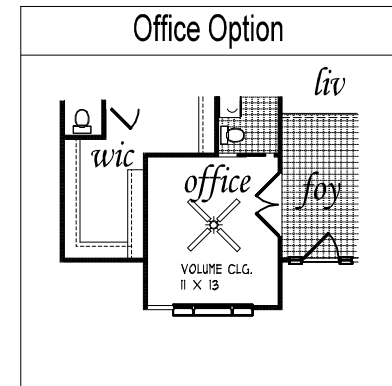 Office Option
liv
wic
office
foy
VOLUME CLG.
11 X 13